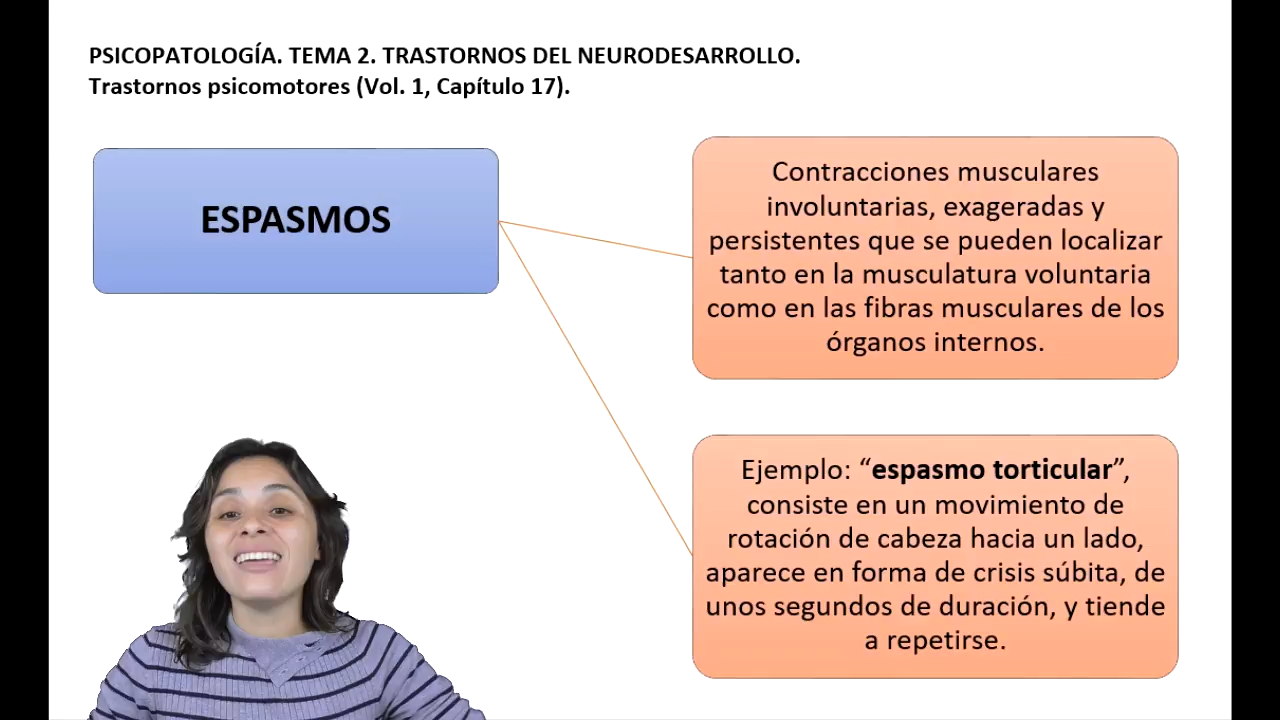 PSICOPATOLOGÍA. TEMA 2. TRASTORNOS DEL NEURODESARROLLO.
Trastornos psicomotores (Vol. 1, Capítulo 17).
ESPASMOS
Contracciones musculares
involuntarias, exageradas y
persistentes que se pueden localizar
tanto en la musculatura voluntaria
como en las fibras musculares de los
órganos internos.
Ejemplo: “espasmo torticular”,
consiste en un movimiento de
rotación de cabeza hacia un lado,
aparece en forma de crisis súbita, de
unos segundos de duración, y tiende
a repetirse.